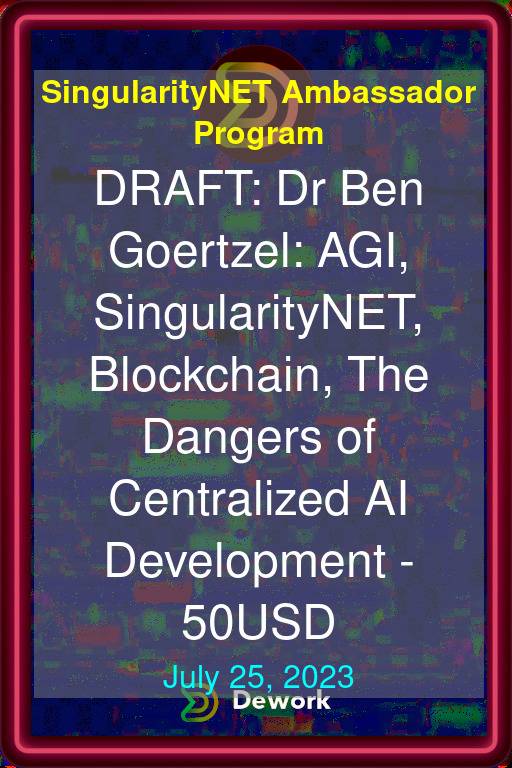 SingularityNET Ambassador
Program
DRAFT: Dr Ben
Goertzel: AGI,
SingularityNET,
Blockchain, The
Dangers of
Centralized AI
Development -
50USD
July 25, 2023
Dework